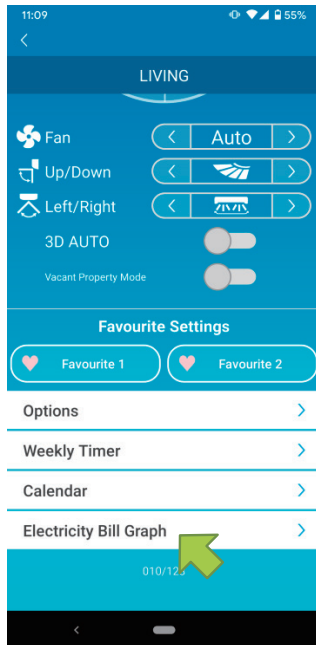 11:09 55%
LIVING
Fan Auto
Up/Down
Left/Right
3D AUTO
Vacant Property Mode
Favourite Settings
Favourite 1 Favourite 2
Options
Weekly Timer
Calendar
Electricity Bill Graph